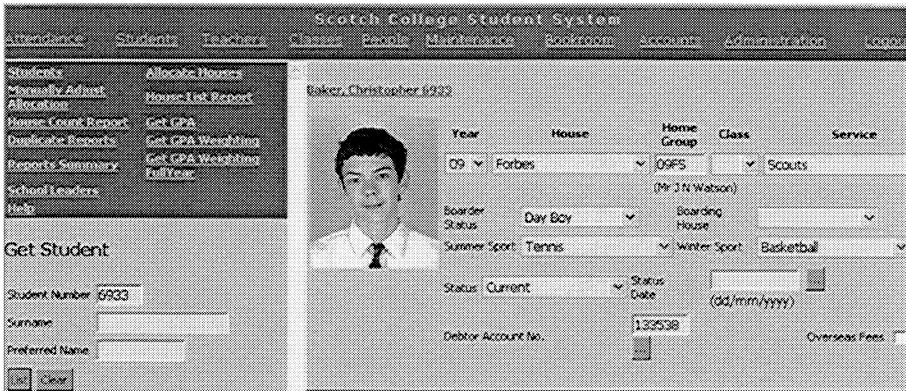 Scotch College Student System
Attendance Students Teachers Classes People Maintenance Bookroom Accounts Administration Logou
Students Allocate Houses
Manually Adjust Allocation House List Report
House Count Report Get GPA
Duplicate Reports Get GPA Weighting
Reports Summary Get GPA Weighting FullYear
School Leaders
Help
Get Student
Student Number 6933
Surname
Preferred Name
List Clear
Baker, Christopher 6933
Year House Home Group Class Service
09 Forbes 09FS Scouts
(Mr J N Watson)
Boarder Status Day Boy Boarding House
Summer Sport Tennis Winter Sport Basketball
Status Current Status Date
(dd/mm/yyyy)
Debtor Account No. 133538 Overseas Fees
...